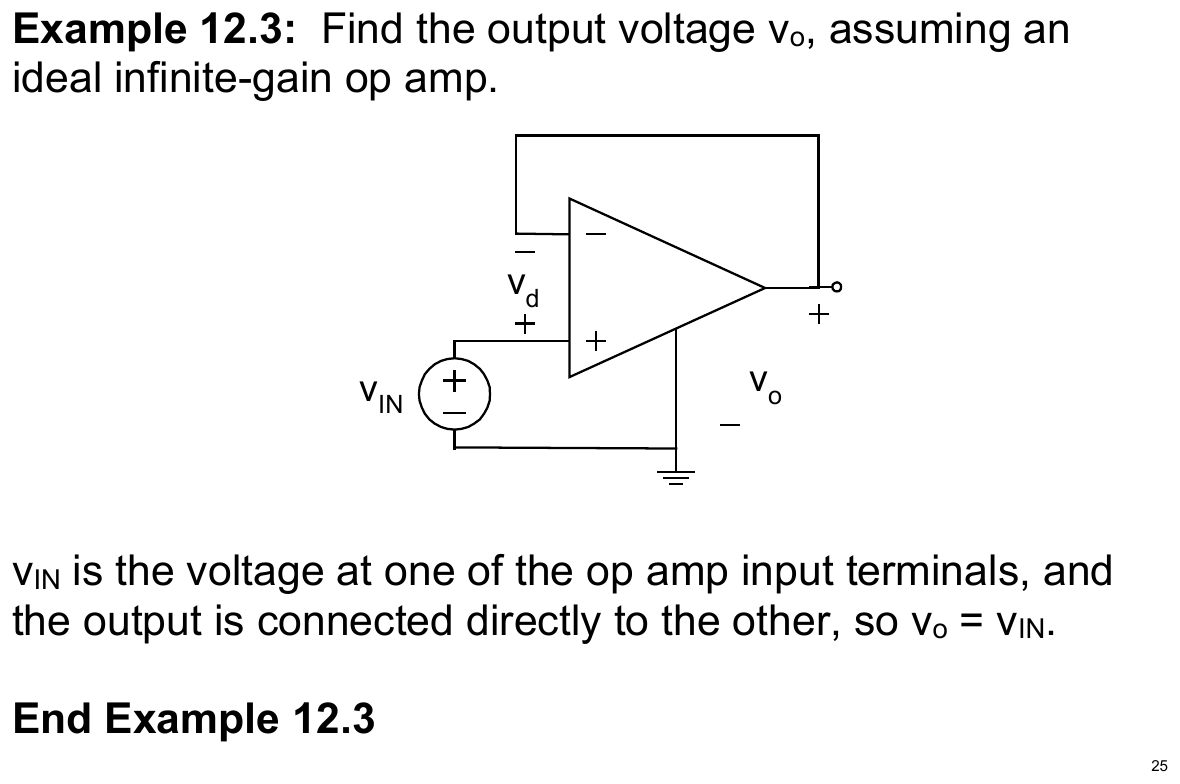 Example 12.3: Find the output voltage vo, assuming an
ideal infinite-gain op amp.
−
−
vd
+
+
+
vIN
+
−
vo
−
vIN is the voltage at one of the op amp input terminals, and
the output is connected directly to the other, so vo = vIN.
End Example 12.3
25